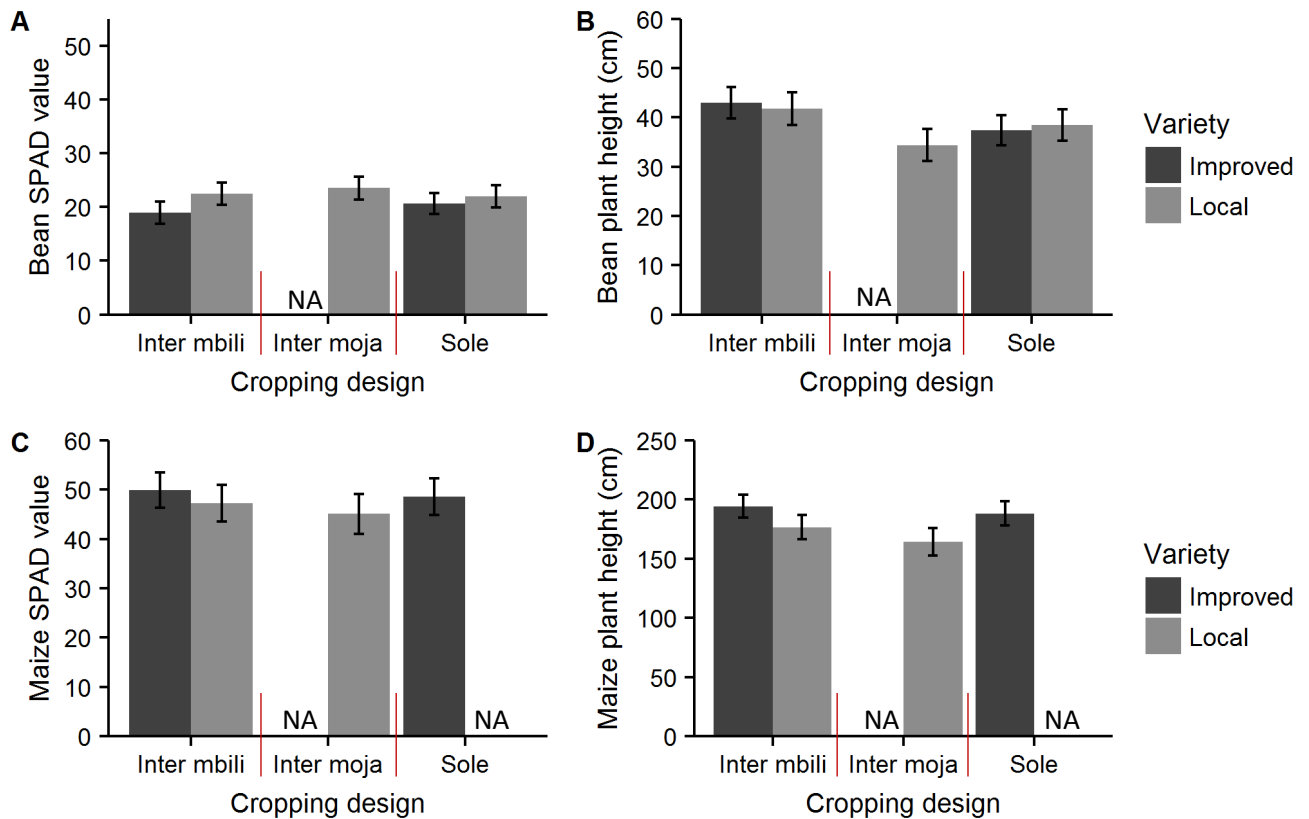 A
Bean SPAD value
50
40
30
20
10
0
NA
Inter mbili
Inter moja
Sole
Cropping design
B
Bean plant height (cm)
60
50
40
30
20
10
0
NA
Inter mbili
Inter moja
Sole
Cropping design
Variety
Improved
Local
C
Maize SPAD value
60
50
40
30
20
10
0
NA
NA
Inter mbili
Inter moja
Sole
Cropping design
D
Maize plant height (cm)
250
200
150
100
50
0
NA
NA
Inter mbili
Inter moja
Sole
Cropping design
Variety
Improved
Local